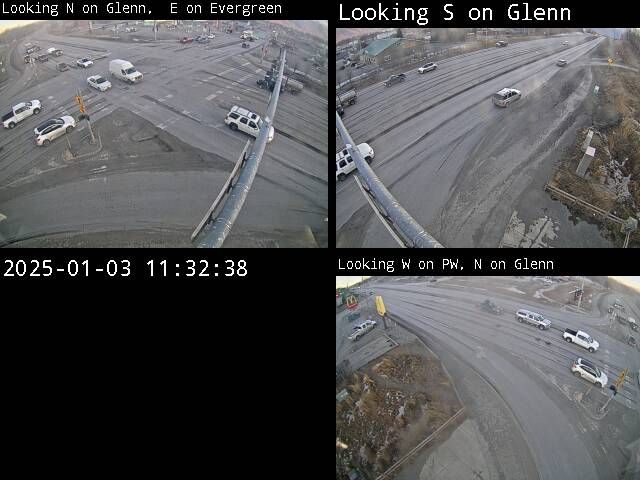 Looking N on Glenn,  E on Evergreen
Looking S on Glenn
2025-01-03 11:32:38
Looking W on PW, N on Glenn